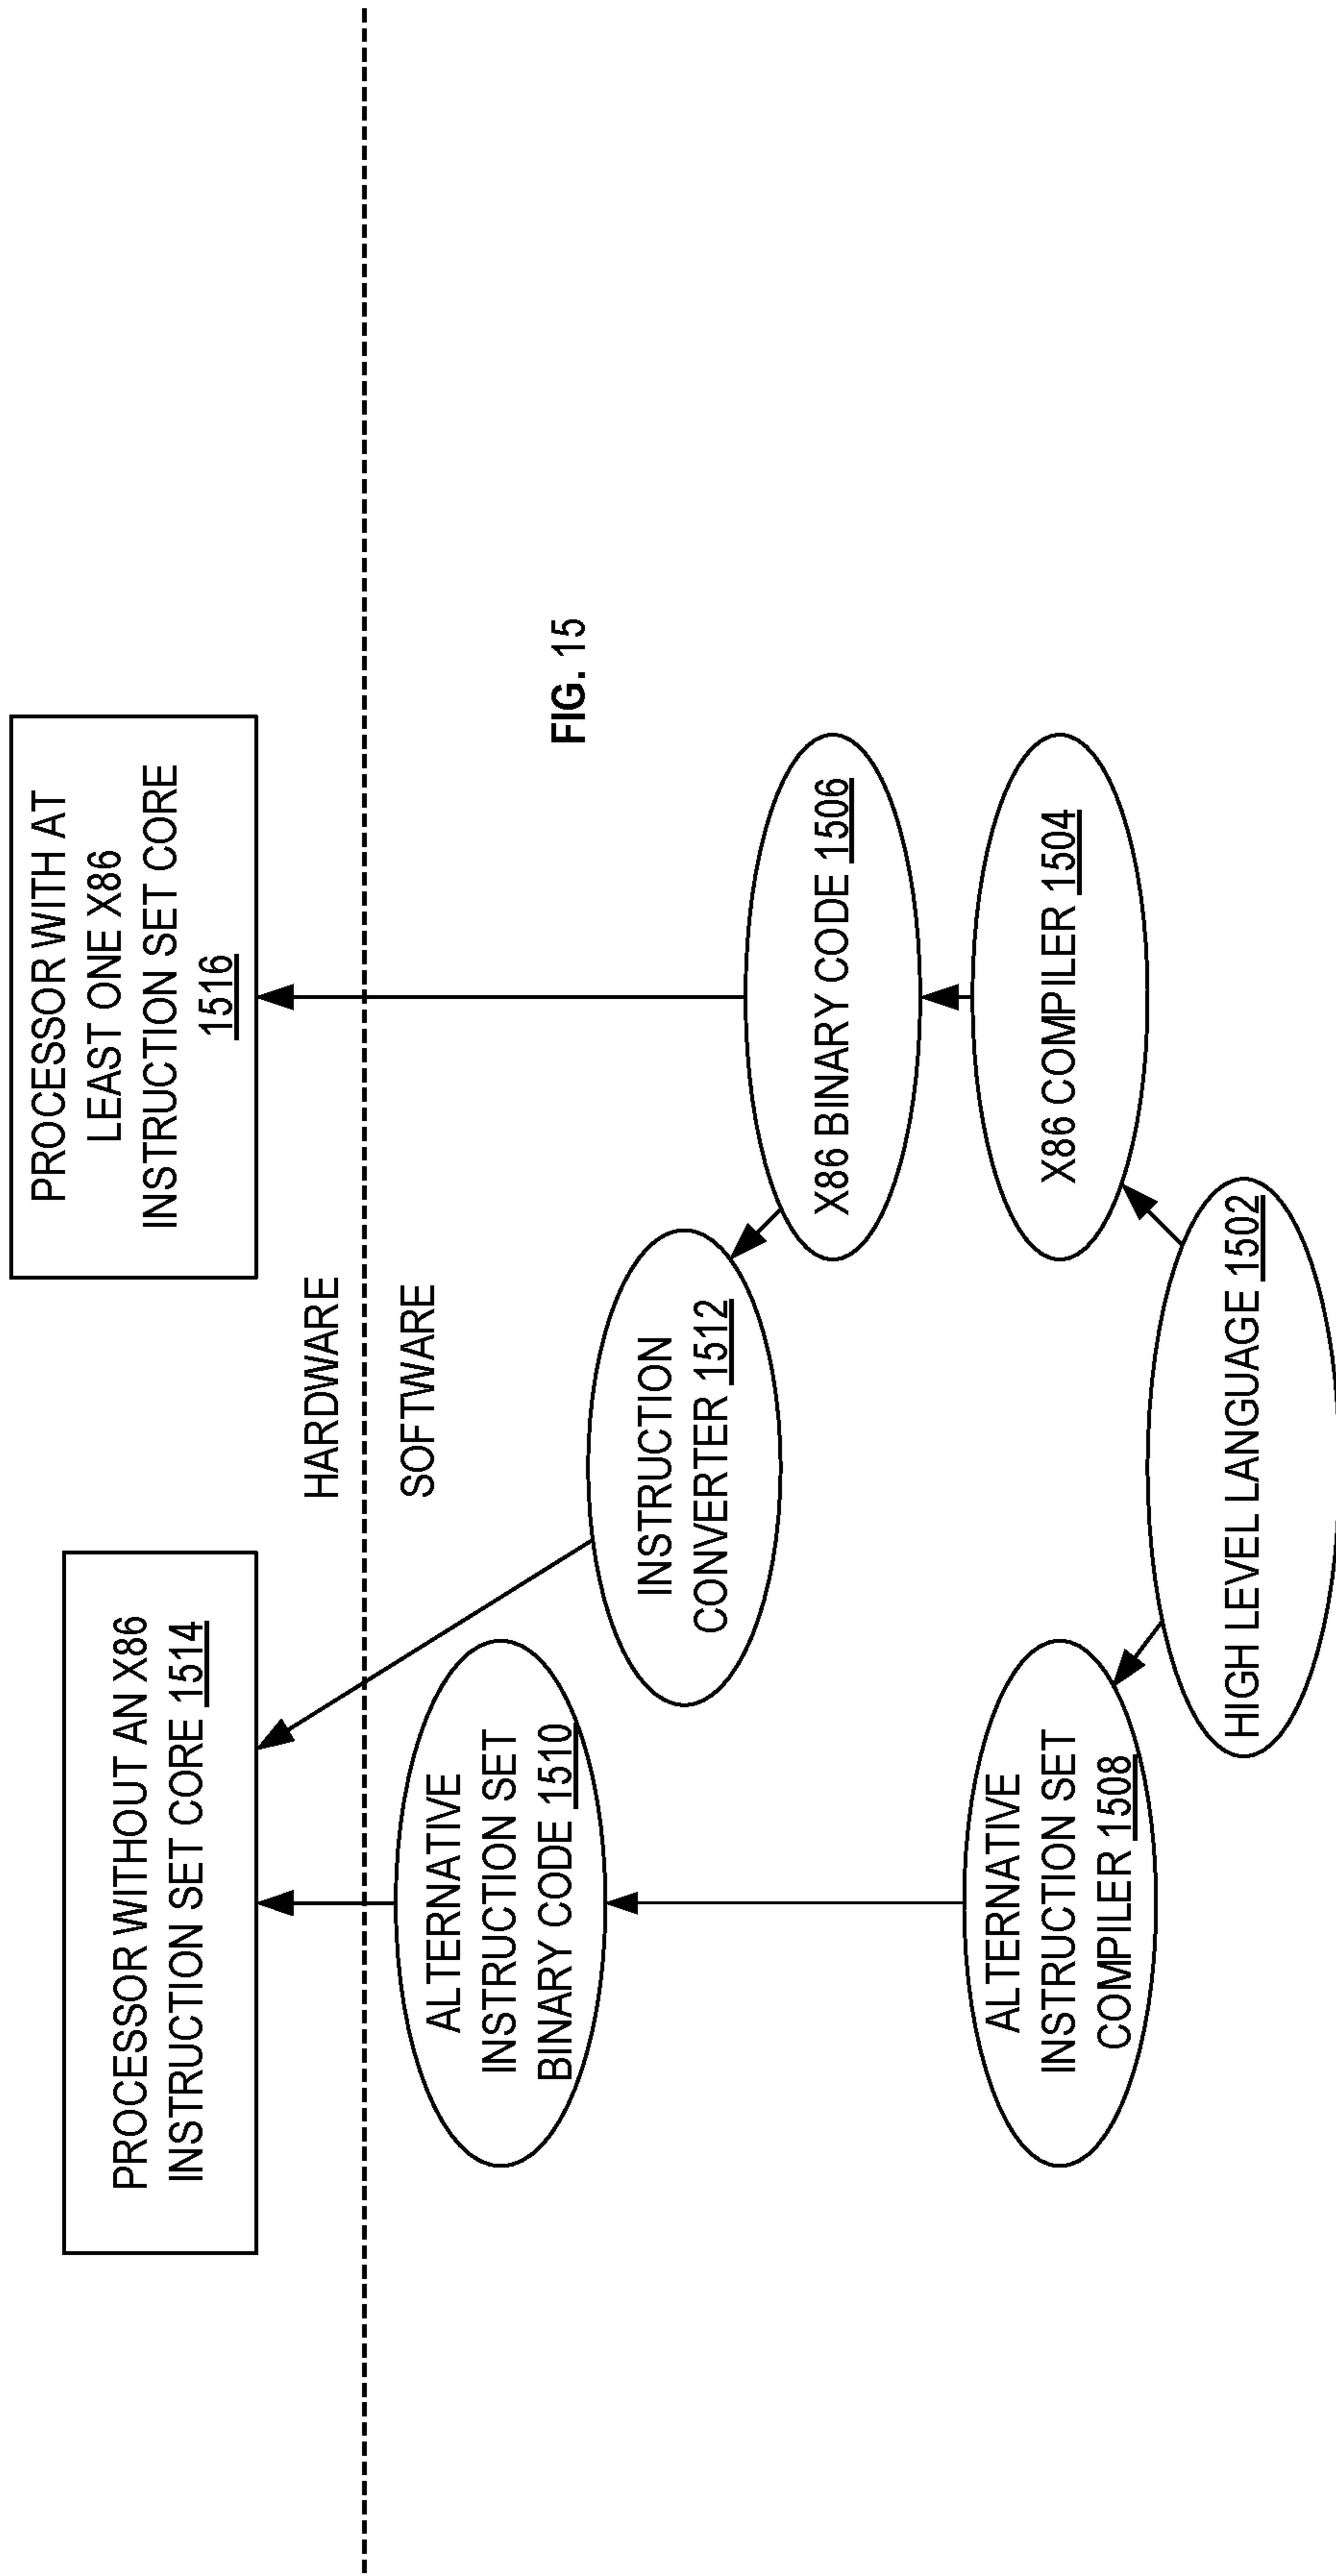 PROCESSOR WITHOUT AN X86
INSTRUCTION SET CORE 1514
PROCESSOR WITH AT
LEAST ONE X86
INSTRUCTION SET CORE
1516
HARDWARE
SOFTWARE
ALTERNATIVE
INSTRUCTION SET
BINARY CODE 1510
INSTRUCTION
CONVERTER 1512
FIG. 15
X86 BINARY CODE 1506
ALTERNATIVE
INSTRUCTION SET
COMPILER 1508
X86 COMPILER 1504
HIGH LEVEL LANGUAGE 1502